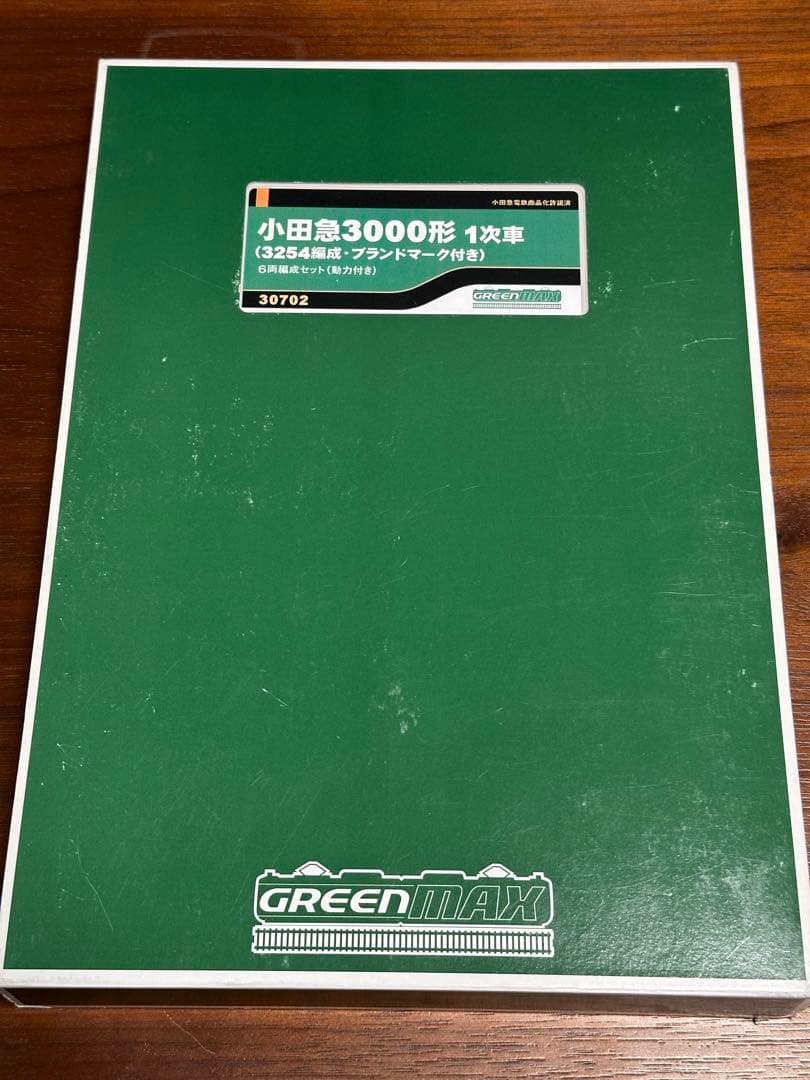 小田急電鉄商品化許諾済
小田急3000形 1次車
(3254編成・ブランドマーク付き)
6両編成セット(動力付き)
30702
GREENMAX
GREENMAX